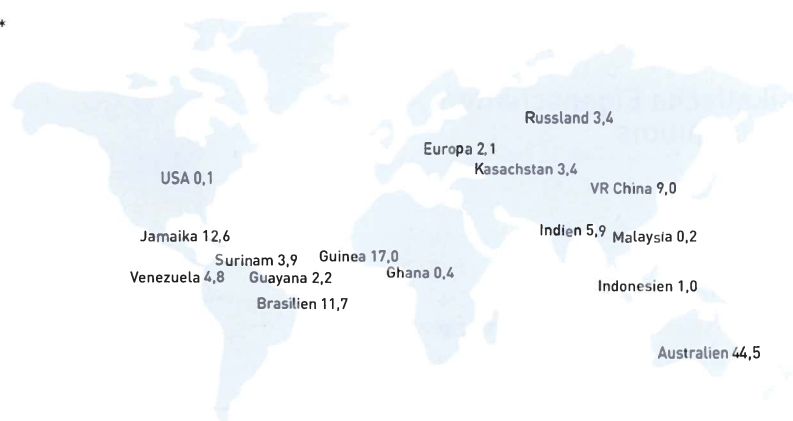 *
Russland 3,4
Europa 2,1
Kasachstan 3,4
USA 0,1
VR China 9,0
Jamaika 12,6
Indien 5,9
Malaysia 0,2
Surinam 3,9
Guinea 17,0
Venezuela 4,8
Guayana 2,2
Ghana 0,4
Indonesien 1,0
Brasilien 11,7
Australien 44,5